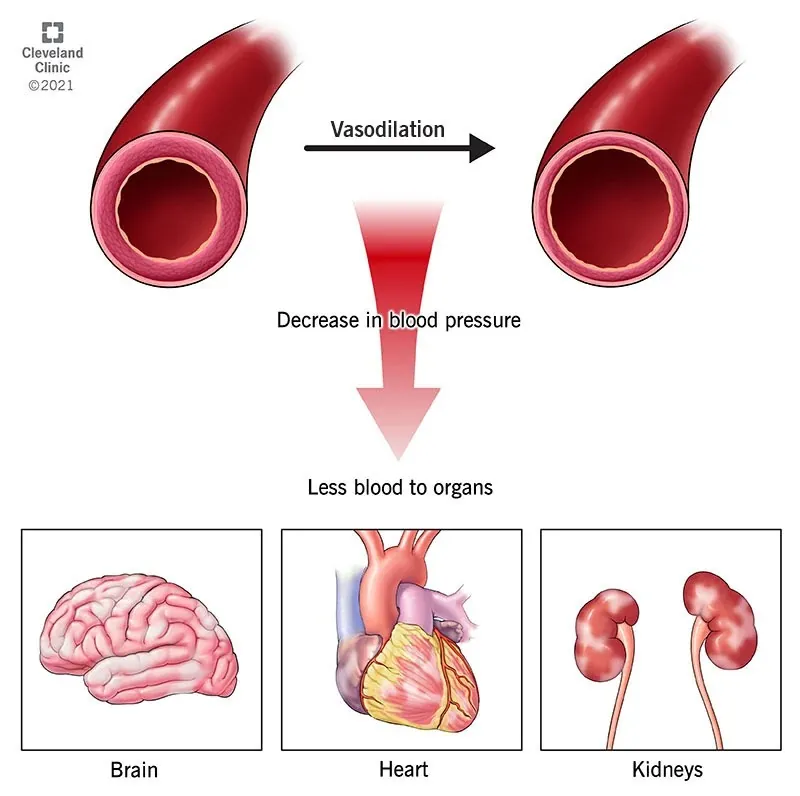 Cleveland
Clinic
©2021
Vasodilation
Decrease in blood pressure
Less blood to organs
Brain
Heart
Kidneys